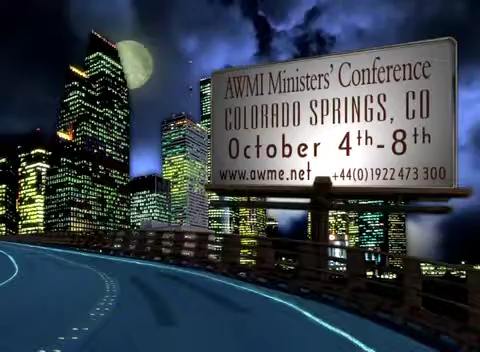 AWMI Ministers' Conference
COLORADO SPRINGS, CO
October 4th-8th
www.awme.net +44(0)1922 473 300